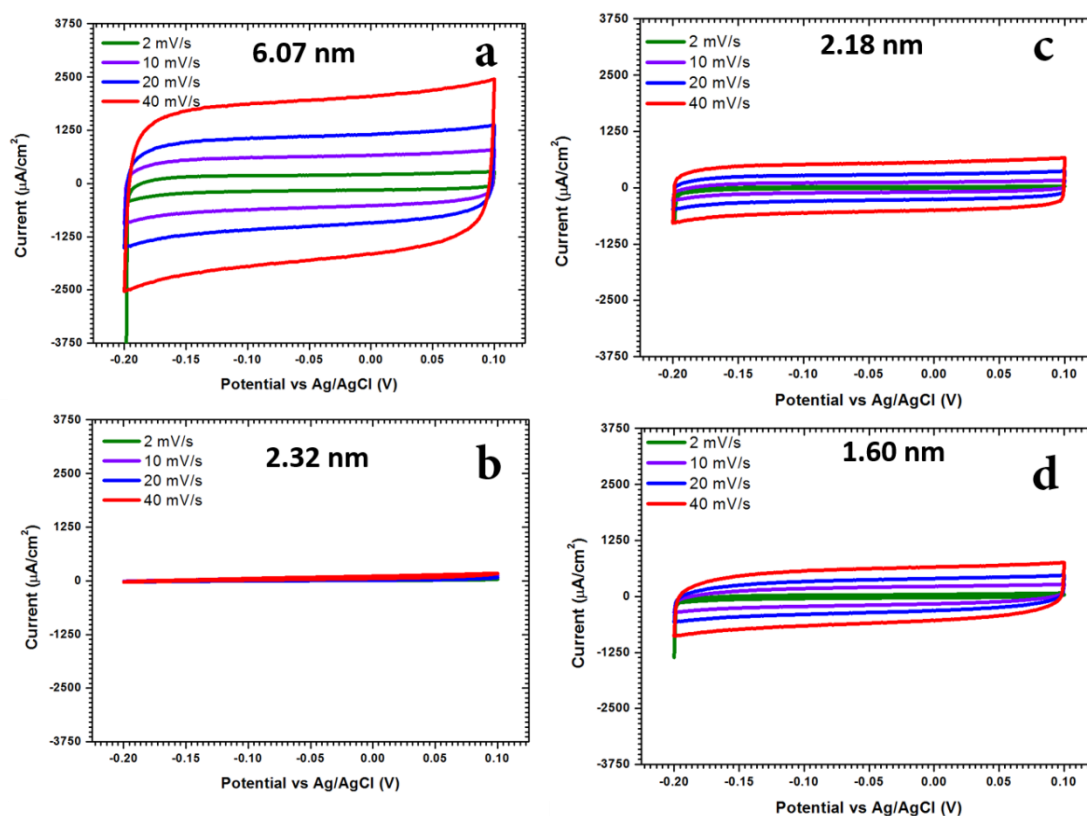 3750
2500
1250
0
-1250
-2500
-3750
Current (μA/cm²)
2 mV/s
10 mV/s
20 mV/s
40 mV/s
6.07 nm
a
-0.20 -0.15 -0.10 -0.05 0.00 0.05 0.10
Potential vs Ag/AgCl (V)
3750
2500
1250
0
-1250
-2500
-3750
Current (μA/cm²)
2 mV/s
10 mV/s
20 mV/s
40 mV/s
2.18 nm
c
-0.20 -0.15 -0.10 -0.05 0.00 0.05 0.10
Potential vs Ag/AgCl (V)
3750
2500
1250
0
-1250
-2500
-3750
Current (μA/cm²)
2 mV/s
10 mV/s
20 mV/s
40 mV/s
2.32 nm
b
-0.20 -0.15 -0.10 -0.05 0.00 0.05 0.10
Potential vs Ag/AgCl (V)
3750
2500
1250
0
-1250
-2500
-3750
Current (μA/cm²)
2 mV/s
10 mV/s
20 mV/s
40 mV/s
1.60 nm
d
-0.20 -0.15 -0.10 -0.05 0.00 0.05 0.10
Potential vs Ag/AgCl (V)